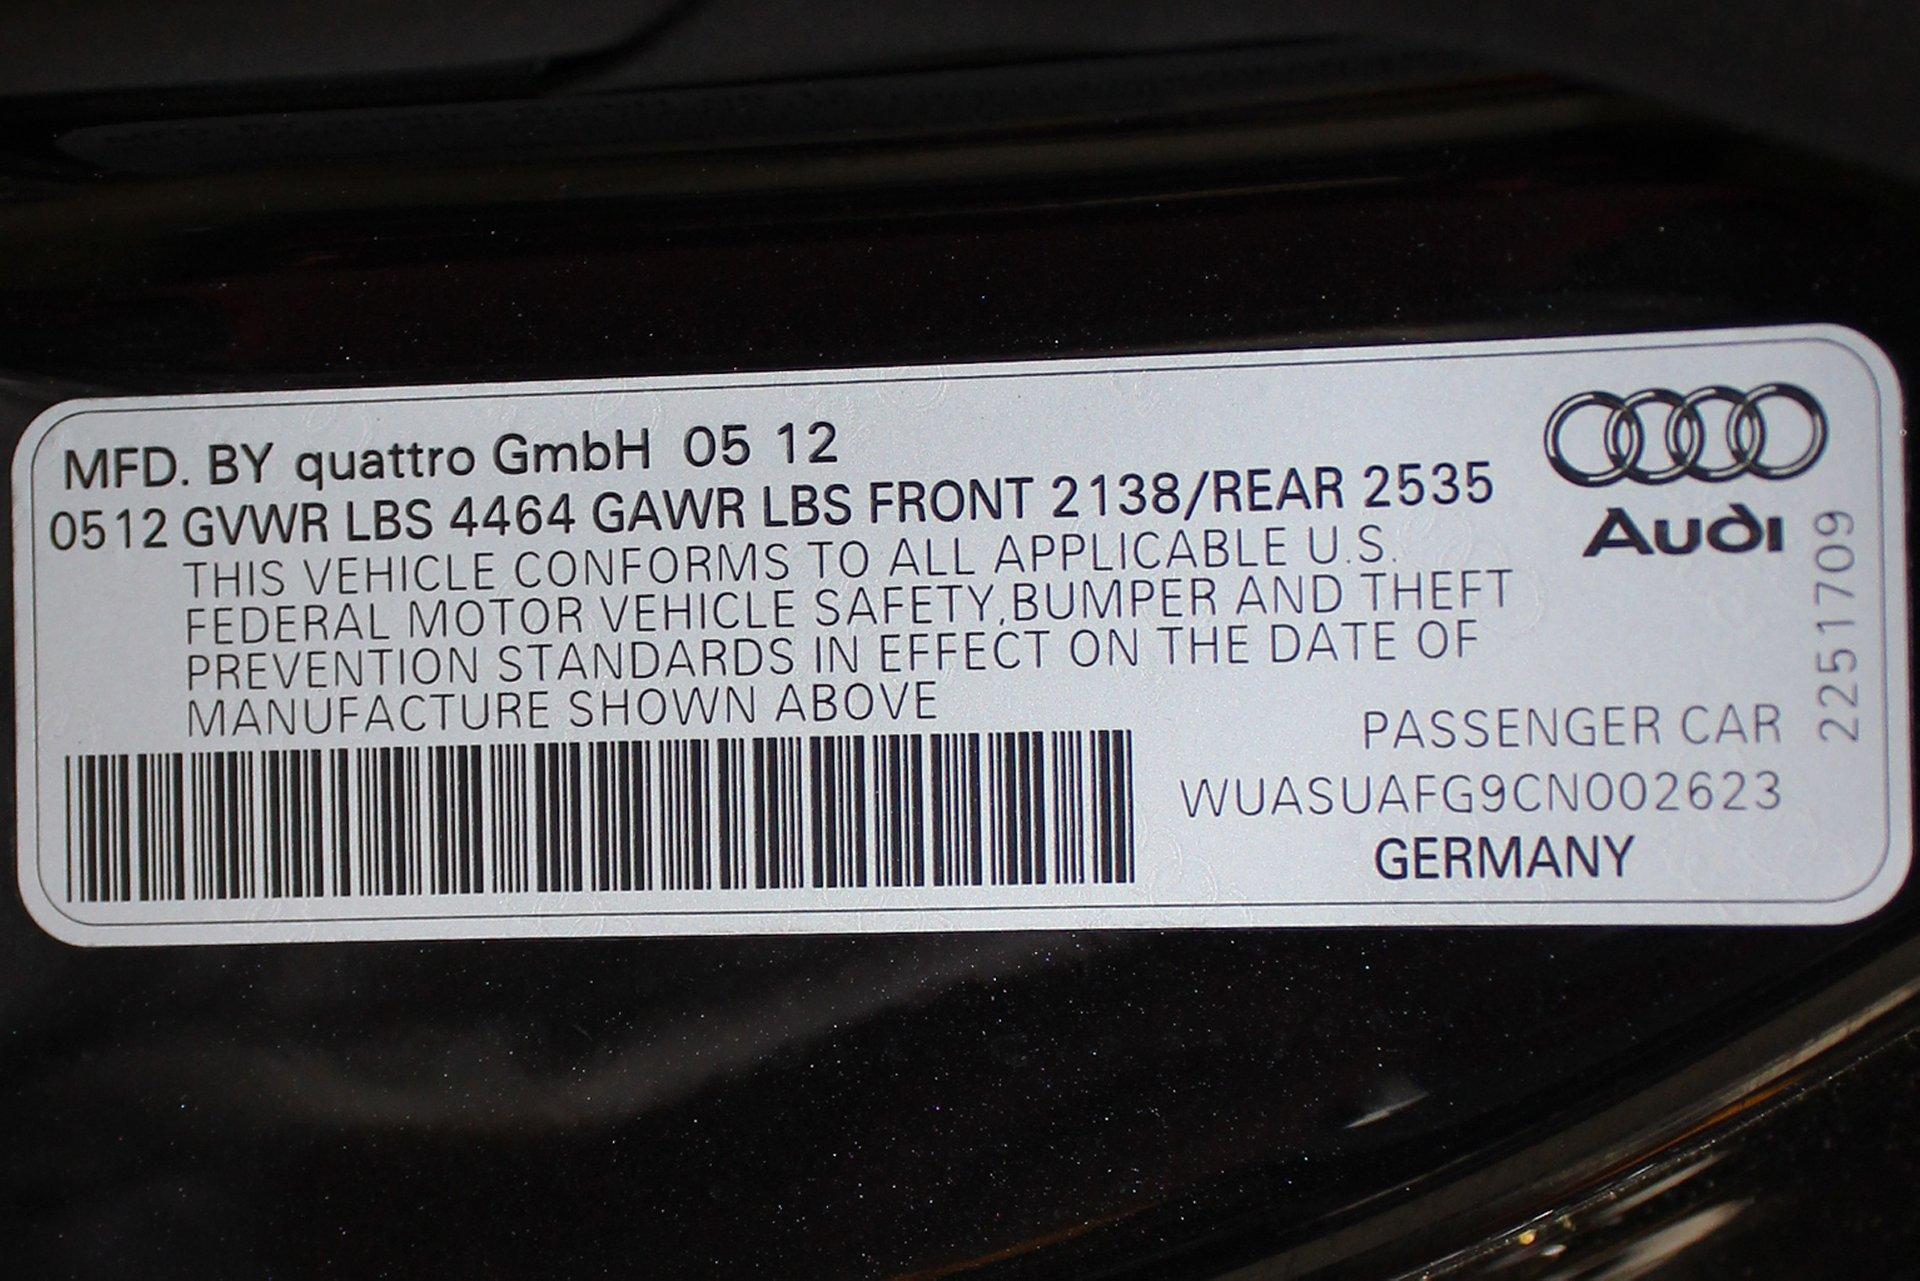 MFD. BY quattro GmbH 05 12
0512 GVWR LBS 4464 GAWR LBS FRONT 2138/REAR 2535
THIS VEHICLE CONFORMS TO ALL APPLICABLE U.S.
FEDERAL MOTOR VEHICLE SAFETY,BUMPER AND THEFT
PREVENTION STANDARDS IN EFFECT ON THE DATE OF
MANUFACTURE SHOWN ABOVE
Audi
2251709
PASSENGER CAR
WUASUAFG9CN002623
GERMANY